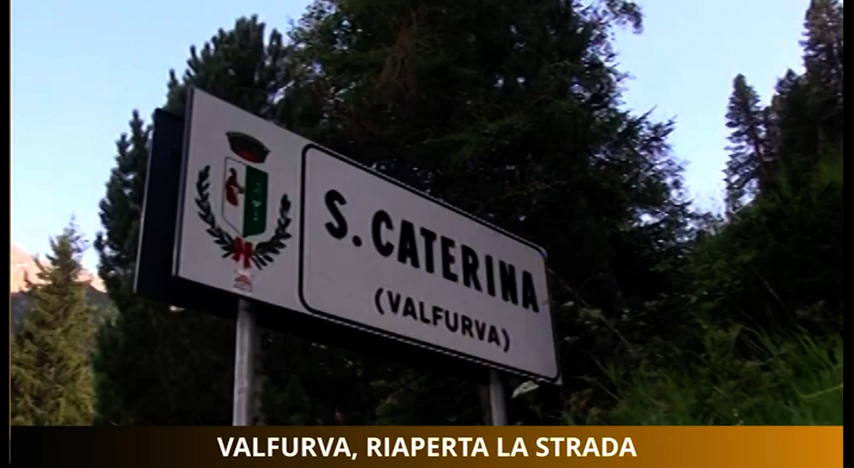 S. CATERINA
(VALFURVA)
VALFURVA, RIAPERTA LA STRADA